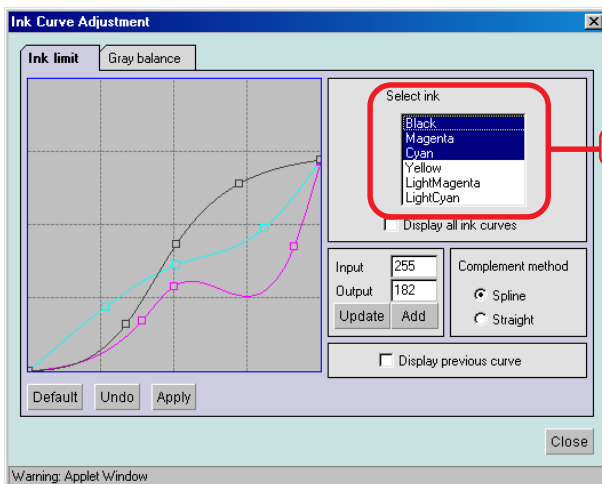 Ink Curve Adjustment
Ink limit
Gray balance
Select ink
Black
Magenta
Cyan
Yellow
LightMagenta
LightCyan
Display all ink curves
Input 255
Output 182
Update Add
Complement method
Spline
Straight
Display previous curve
Default Undo Apply
Close
Warning: Applet Window